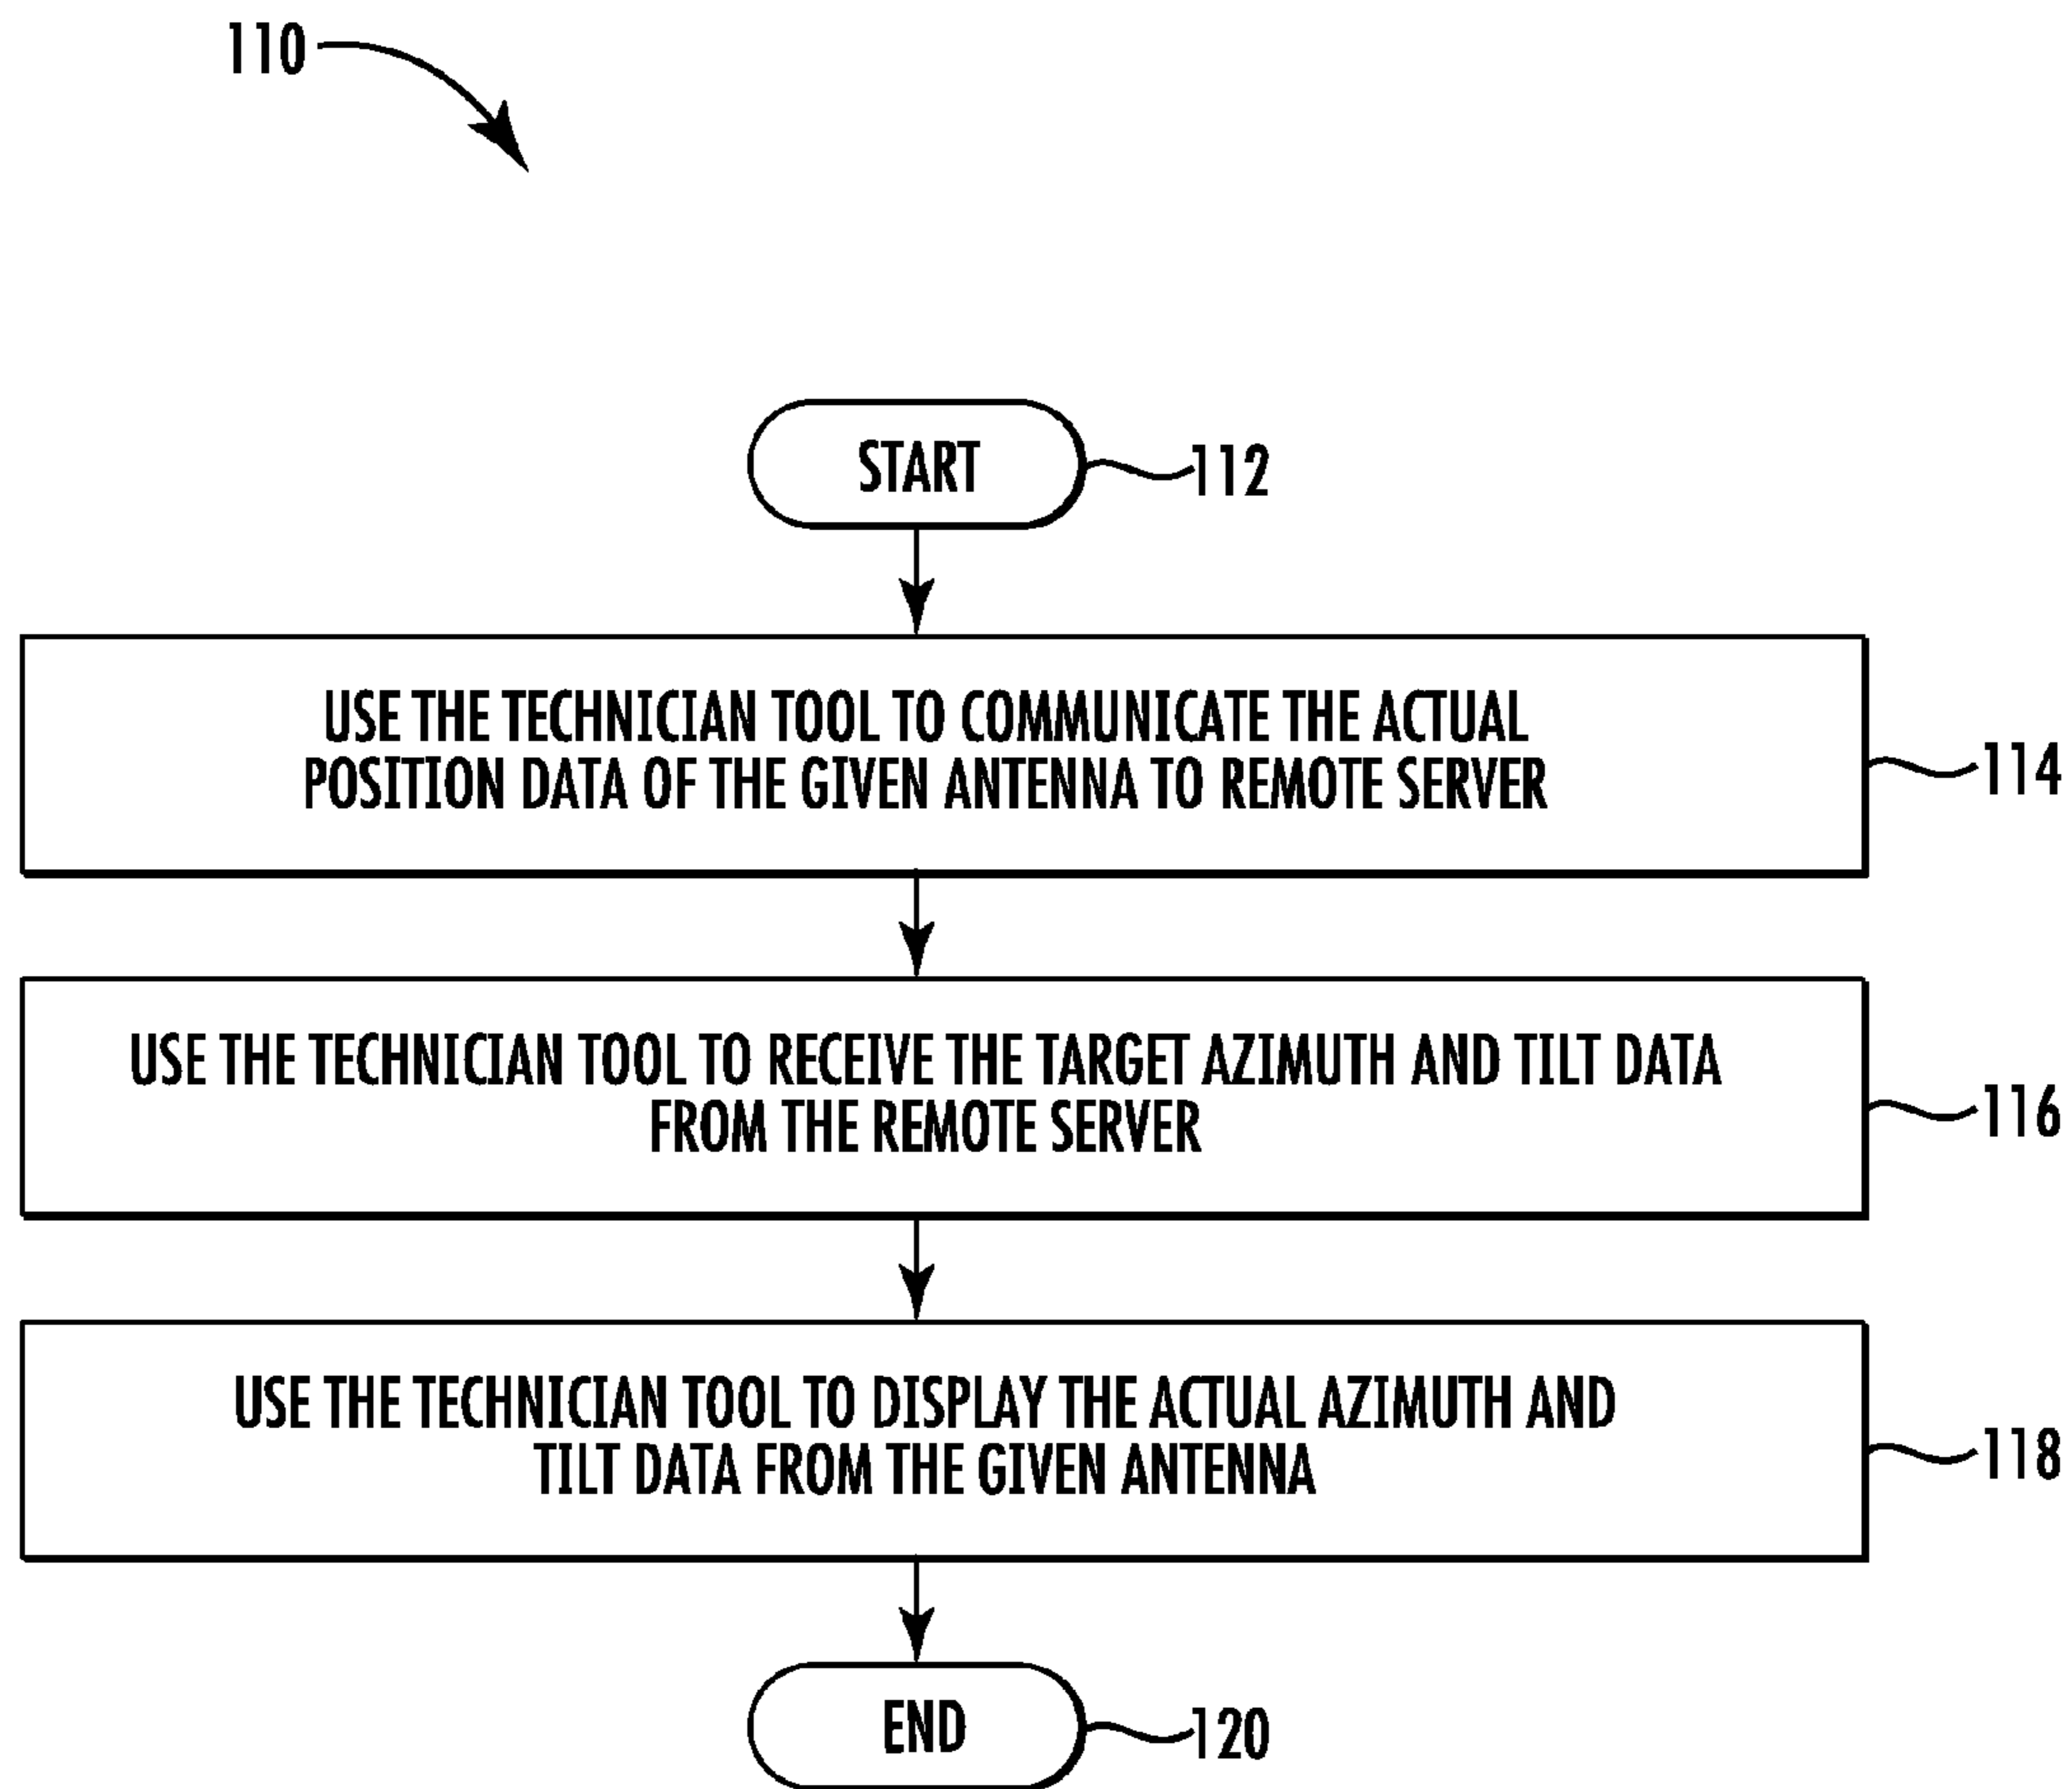 110
START
112
USE THE TECHNICIAN TOOL TO COMMUNICATE THE ACTUAL
POSITION DATA OF THE GIVEN ANTENNA TO REMOTE SERVER
114
USE THE TECHNICIAN TOOL TO RECEIVE THE TARGET AZIMUTH AND TILT DATA
FROM THE REMOTE SERVER
116
USE THE TECHNICIAN TOOL TO DISPLAY THE ACTUAL AZIMUTH AND
TILT DATA FROM THE GIVEN ANTENNA
118
END
120